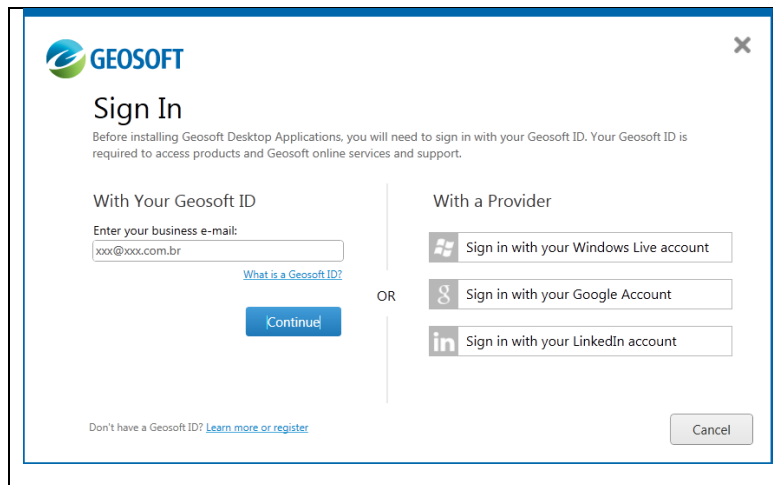 GEOSOFT
Sign In
Before installing Geosoft Desktop Applications, you will need to sign in with your Geosoft ID. Your Geosoft ID is
required to access products and Geosoft online services and support.
With Your Geosoft ID
Enter your business e-mail:
xxx@xxx.com.br
What is a Geosoft ID?
Continue
OR
With a Provider
Sign in with your Windows Live account
Sign in with your Google Account
Sign in with your LinkedIn account
Don't have a Geosoft ID? Learn more or register
Cancel